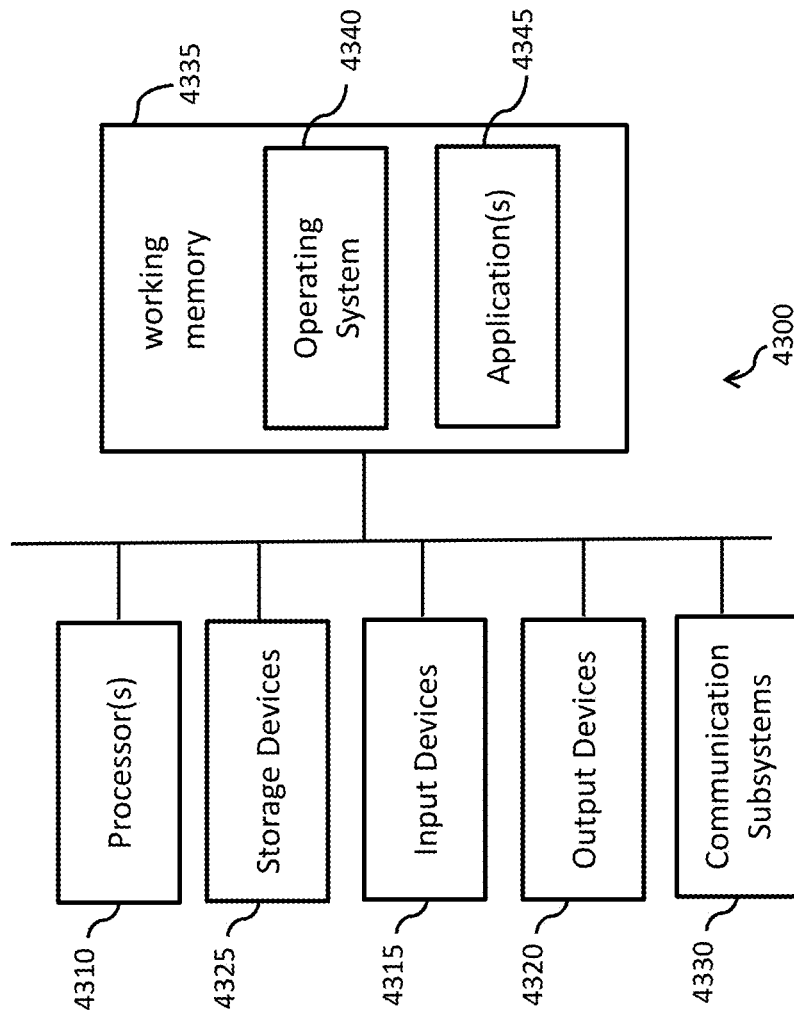 4310
Processor(s)
4325
Storage Devices
4315
Input Devices
4320
Output Devices
4330
Communication
Subsystems
working
memory
4335
Operating
System
4340
Application(s)
4345
4300